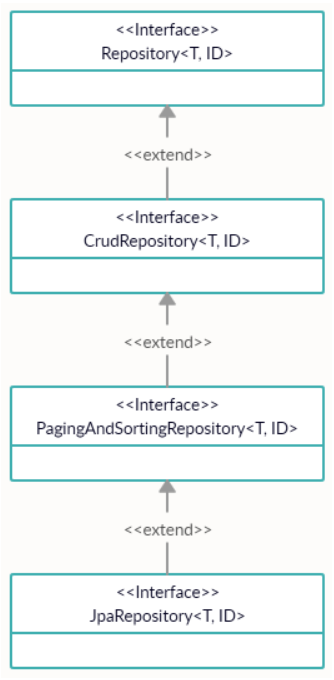 <<Interface>>
Repository<T, ID>
<<extend>>
<<Interface>>
CrudRepository<T, ID>
<<extend>>
<<Interface>>
PagingAndSortingRepository<T, ID>
<<extend>>
<<Interface>>
JpaRepository<T, ID>